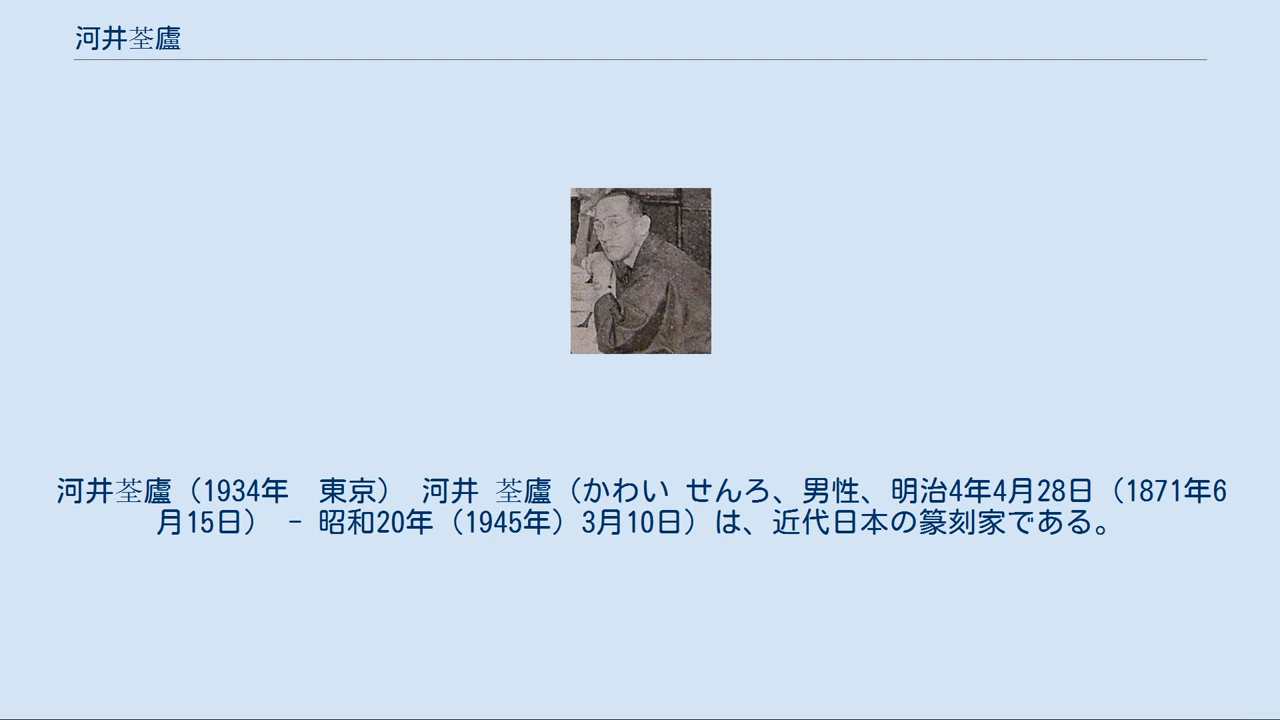 河井荃廬
河井荃廬（1934年　東京） 河井 荃廬（かわい せんろ、男性、明治4年4月28日（1871年6
月15日） - 昭和20年（1945年）3月10日）は、近代日本の篆刻家である。